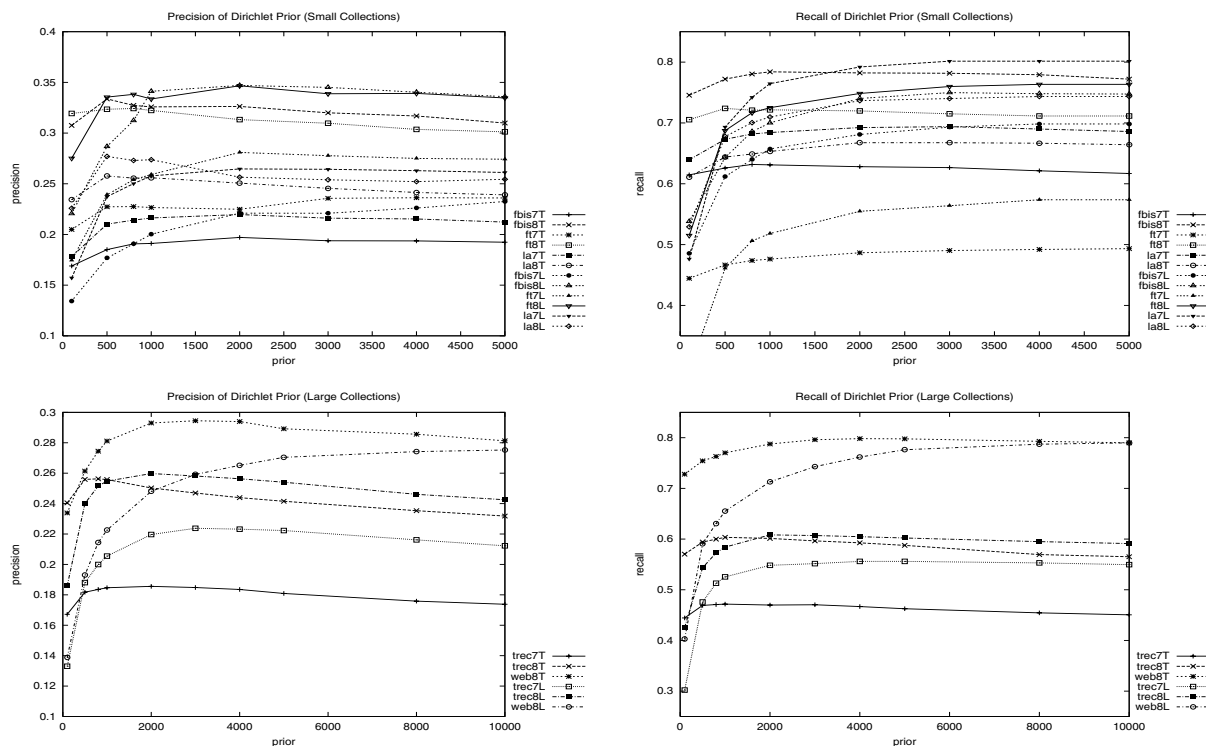 Precision of Dirichlet Prior (Small Collections)
0.4
0.35
0.3
0.25
0.2
0.15
0.1
precision
0 500 1000 1500 2000 2500 3000 3500 4000 4500 5000
prior
fbis7T
fbis8T
ft7T
ft8T
la7T
la8T
fbis7L
fbis8L
ft7L
ft8L
la7L
la8L
Recall of Dirichlet Prior (Small Collections)
0.8
0.7
0.6
0.5
0.4
recall
0 500 1000 1500 2000 2500 3000 3500 4000 4500 5000
prior
fbis7T
fbis8T
ft7T
ft8T
la7T
la8T
fbis7L
fbis8L
ft7L
ft8L
la7L
la8L
Precision of Dirichlet Prior (Large Collections)
0.3
0.28
0.26
0.24
0.22
0.2
0.18
0.16
0.14
0.12
0.1
precision
0 2000 4000 6000 8000 10000
prior
trec7T
trec8T
web8T
trec7L
trec8L
web8L
Recall of Dirichlet Prior (Large Collections)
0.8
0.7
0.6
0.5
0.4
0.3
recall
0 2000 4000 6000 8000 10000
prior
trec7T
trec8T
web8T
trec7L
trec8L
web8L